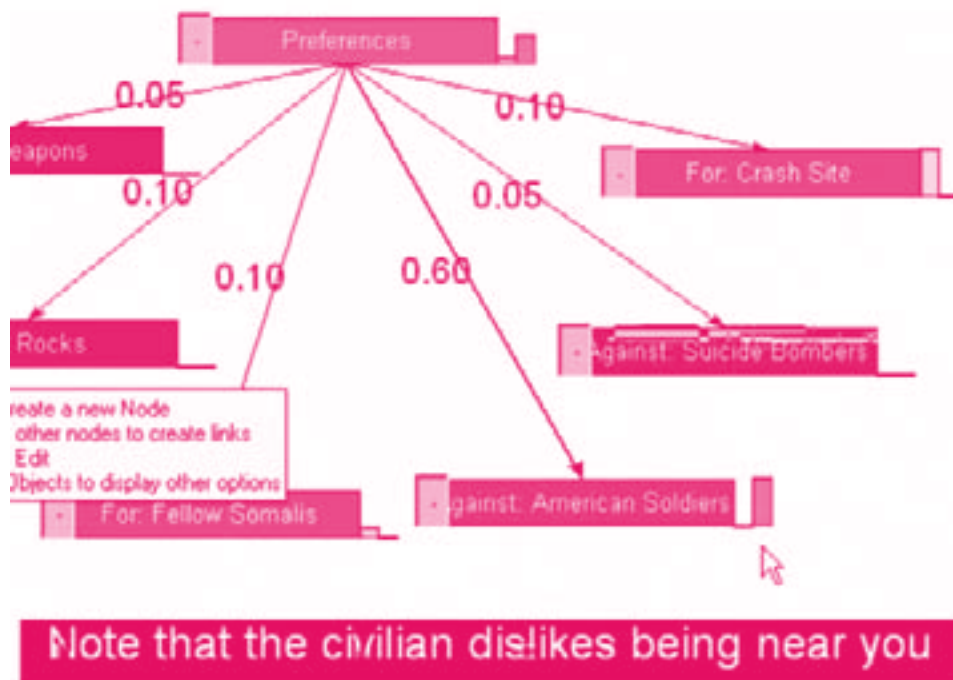 Preferences
0.05
0.10
eapons
For: Crash Site
0.10
0.05
0.10
0.60
Rocks
Against: Suicide Bombers
reate a new Node
other nodes to create links
Edit
Objects to display other options
gainst: American Soldiers
For: Fellow Somalis
Note that the civilian dislikes being near you